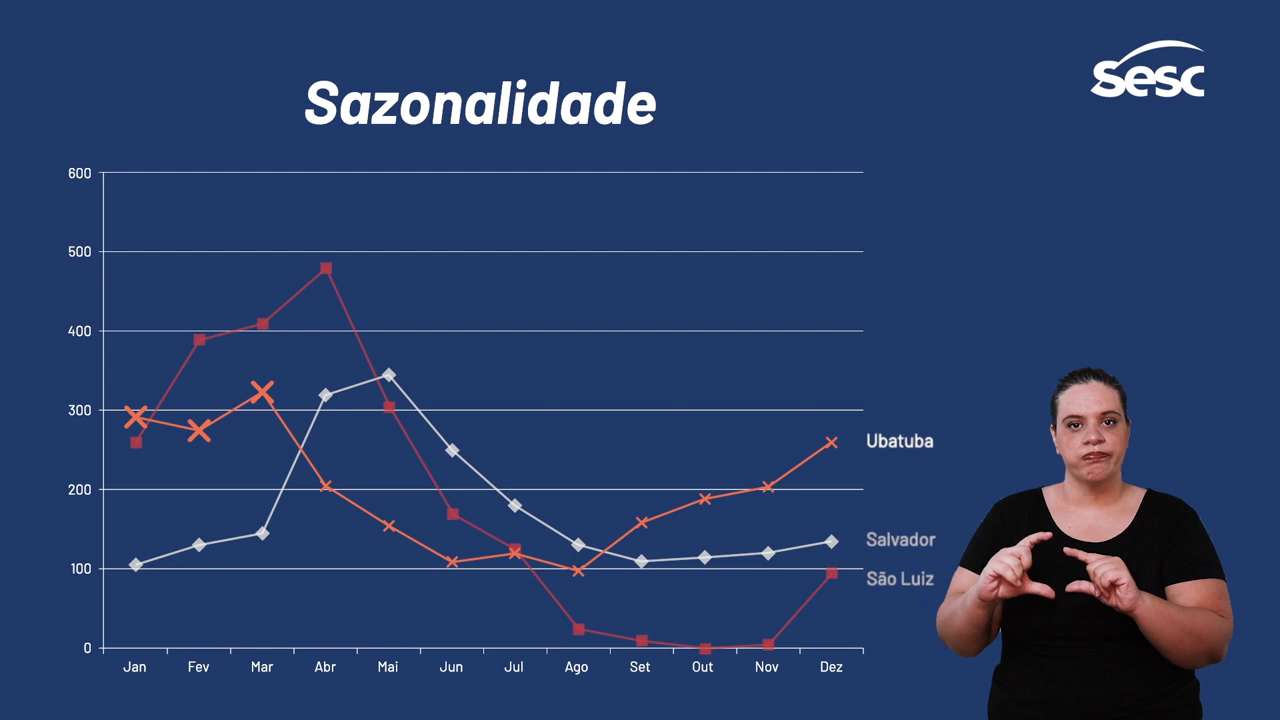 Sesc
Sazonalidade
600
500
400
300
200
100
0
Jan Fev Mar Abr Mai Jun Jul Ago Set Out Nov Dez
Ubatuba
Salvador
São Luiz